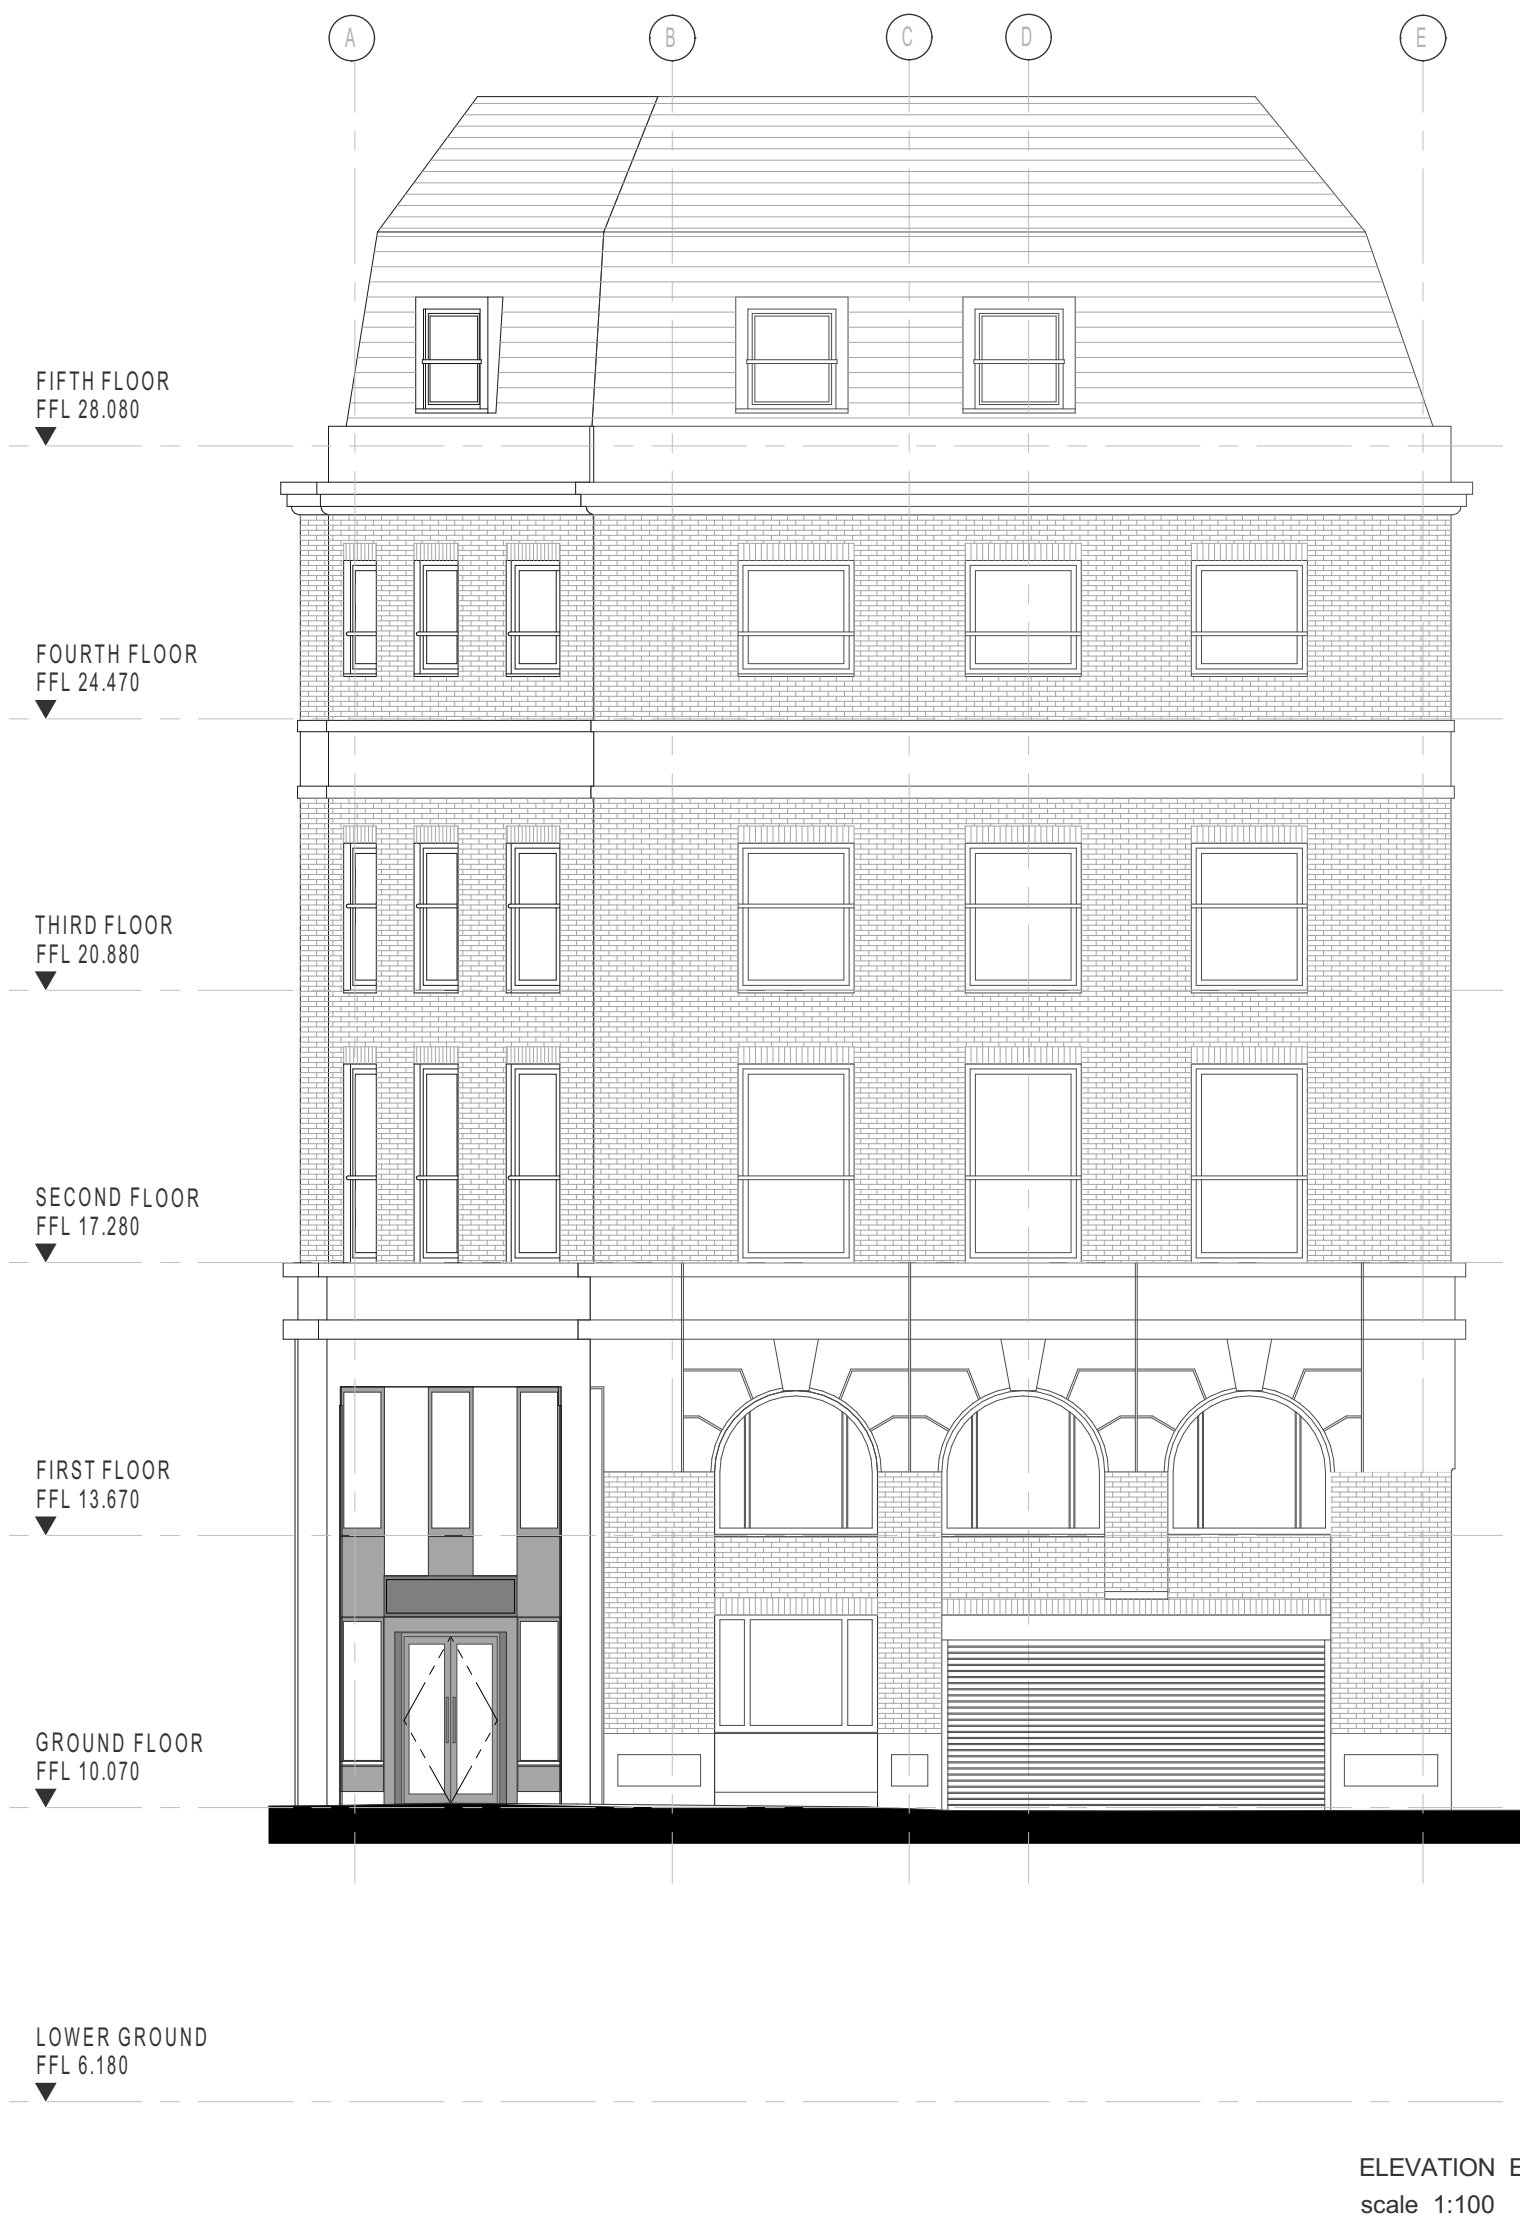 A B C D E
FIFTH FLOOR
FFL 28.080
FOURTH FLOOR
FFL 24.470
THIRD FLOOR
FFL 20.880
SECOND FLOOR
FFL 17.280
FIRST FLOOR
FFL 13.670
GROUND FLOOR
FFL 10.070
LOWER GROUND
FFL 6.180
ELEVATION
scale 1:100